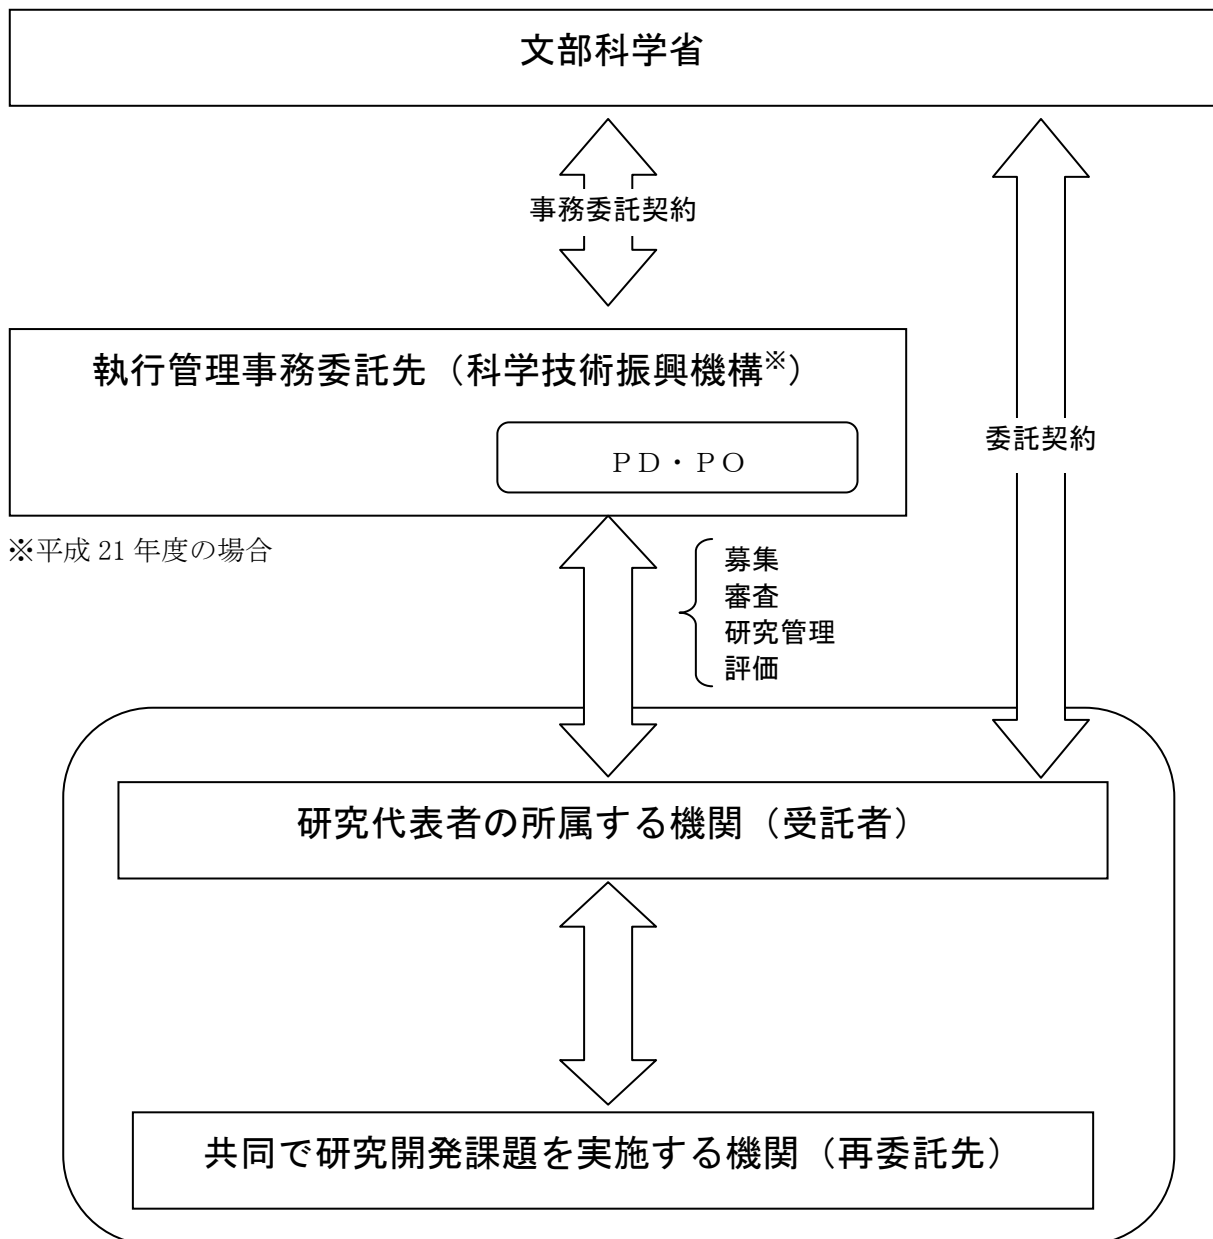 文部科学省
事務委託契約
執行管理事務委託先（科学技術振興機構※）
ＰＤ・ＰＯ
委託契約
※平成 21 年度の場合
募集
審査
研究管理
評価
研究代表者の所属する機関（受託者）
共同で研究開発課題を実施する機関（再委託先）